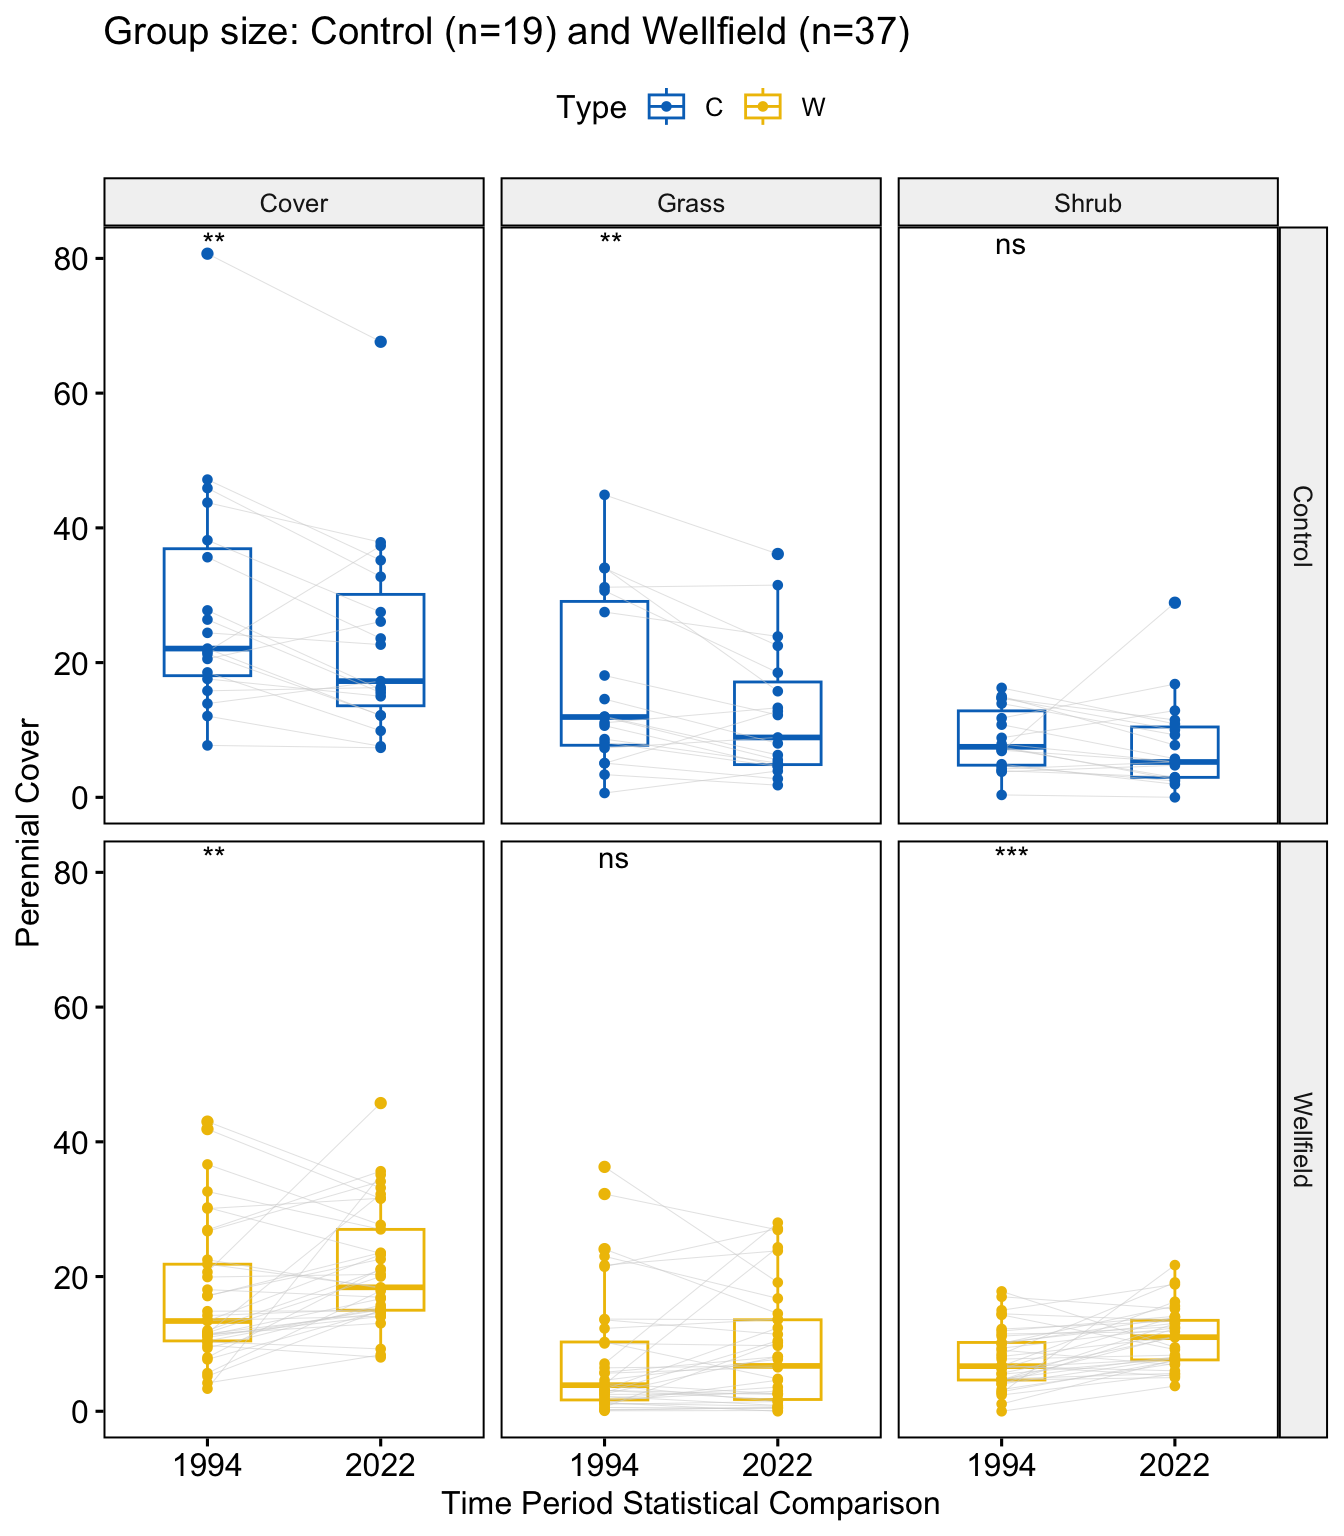 Group size: Control (n=19) and Wellfield (n=37)
Type C W
Cover Grass Shrub
** ** ns
80
60
40
20
0
Control
** ns ***
80
60
40
20
0
Wellfield
Perennial Cover
1994 2022 1994 2022 1994 2022
Time Period Statistical Comparison